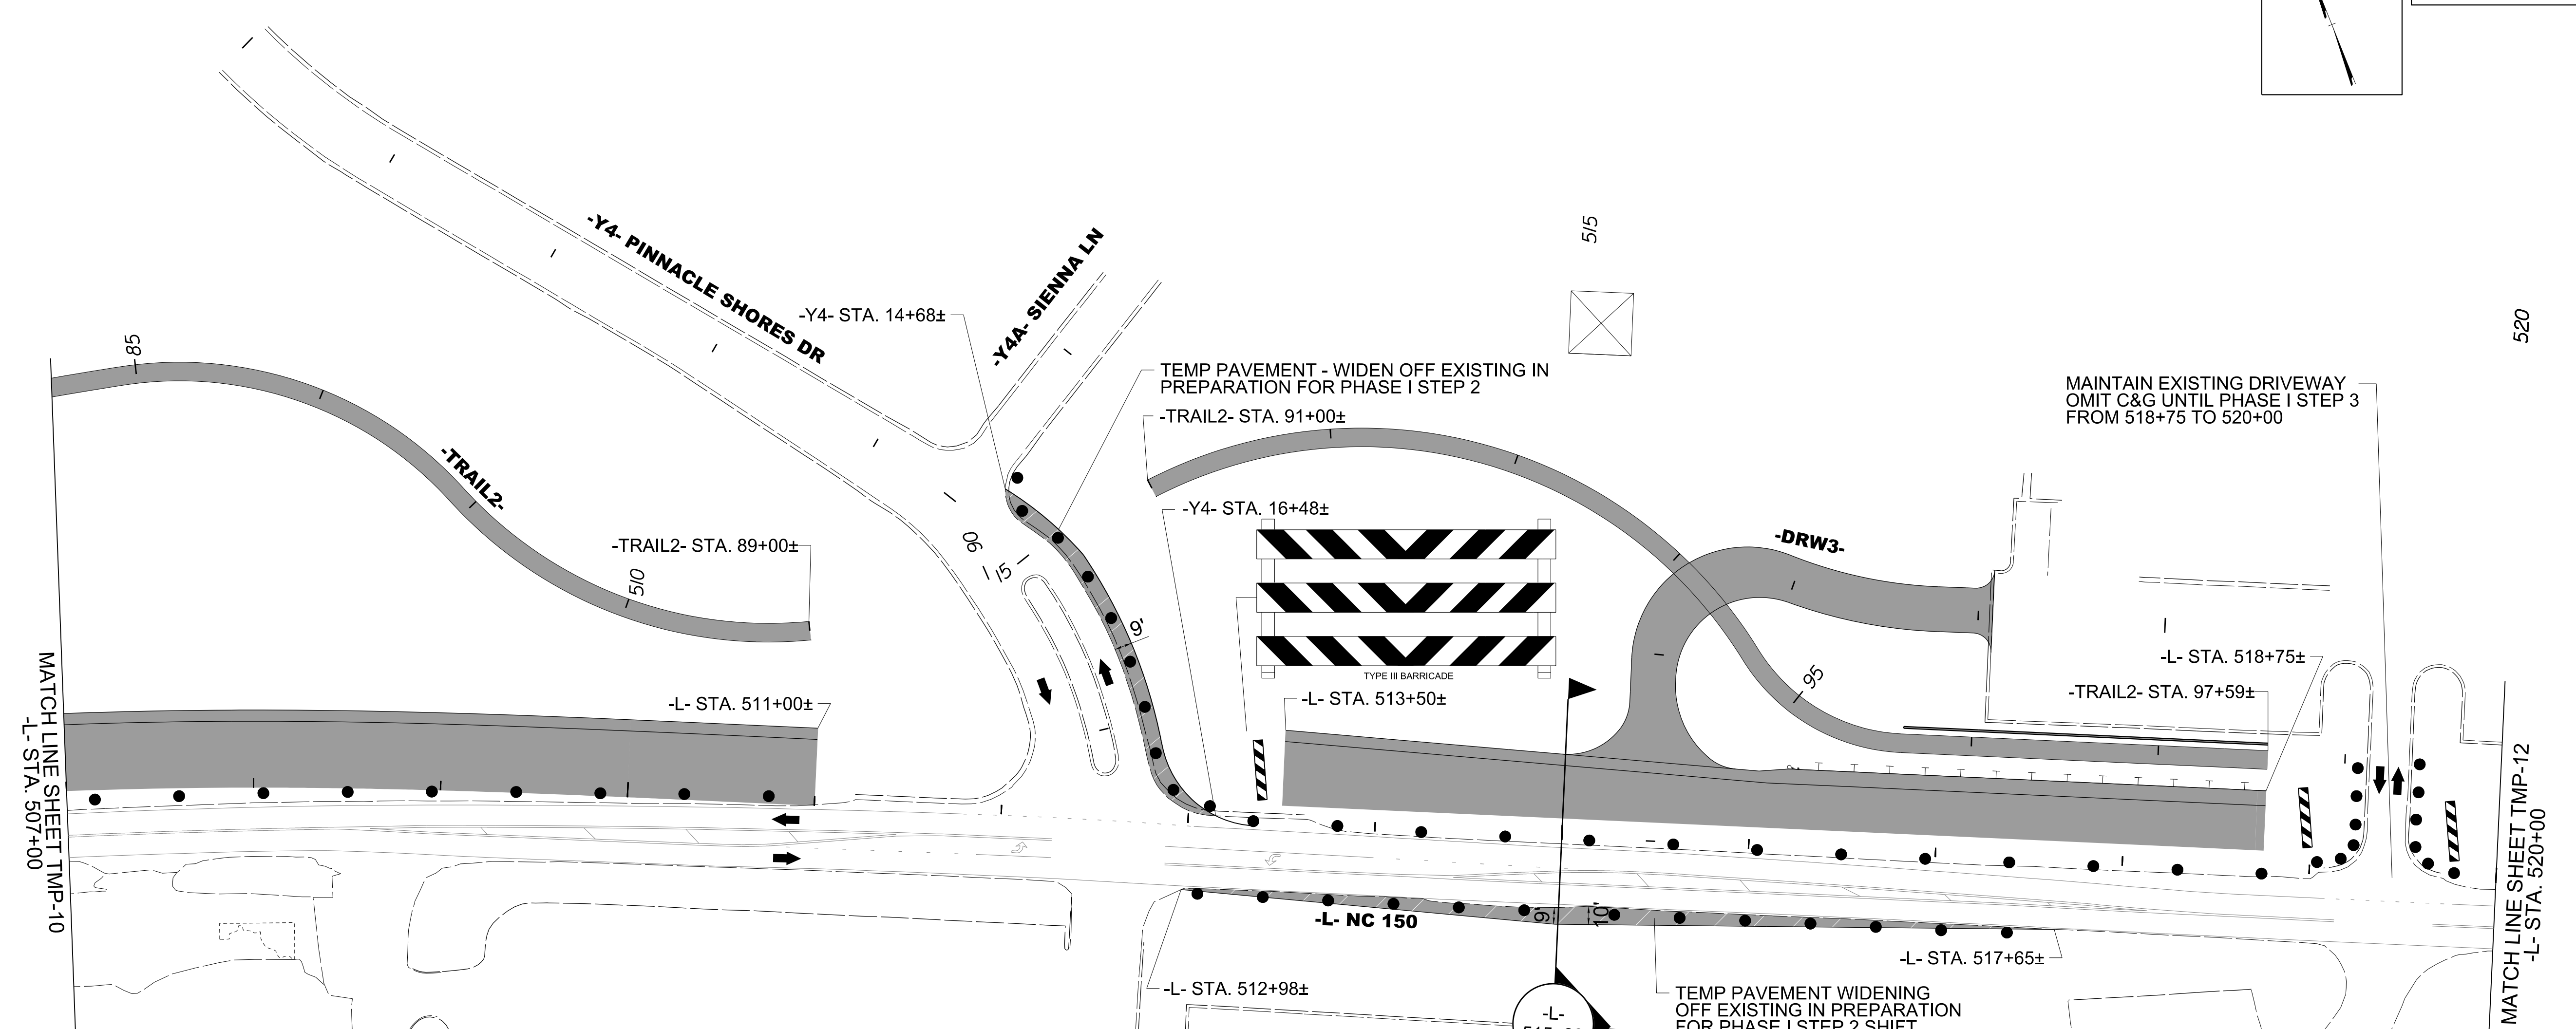 -Y4- PINNACLE SHORES DR
-Y4A- SIENNA LN
515
520
-Y4- STA. 14+68±
85
TEMP PAVEMENT - WIDEN OFF EXISTING IN
PREPARATION FOR PHASE I STEP 2
-TRAIL2- STA. 91+00±
MAINTAIN EXISTING DRIVEWAY
OMIT C&G UNTIL PHASE I STEP 3
FROM 518+75 TO 520+00
-TRAIL2-
-Y4- STA. 16+48±
-TRAIL2- STA. 89+00±
510
90
15
-DRW3-
9'
TYPE III BARRICADE
95
-L- STA. 518+75±
-TRAIL2- STA. 97+59±
-L- STA. 511+00±
-L- STA. 513+50±
MATCH LINE SHEET TMP-10
-L- STA. 507+00
MATCH LINE SHEET TMP-12
-L- STA. 520+00
-L- NC 150
9'
10'
-L- STA. 517+65±
-L- STA. 512+98±
TEMP PAVEMENT WIDENING
OFF EXISTING IN PREPARATION
FOR PHASE I STEP 2 SHIFT
-L-